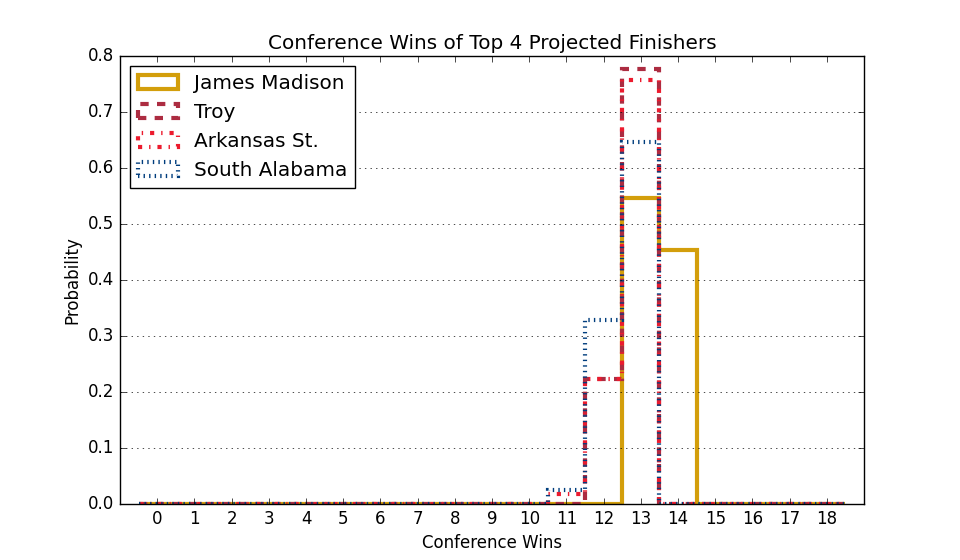 Conference Wins of Top 4 Projected Finishers
James Madison
Troy
Arkansas St.
South Alabama
0.8
0.7
0.6
0.5
0.4
0.3
0.2
0.1
0.0
Probability
0 1 2 3 4 5 6 7 8 9 10 11 12 13 14 15 16 17 18
Conference Wins